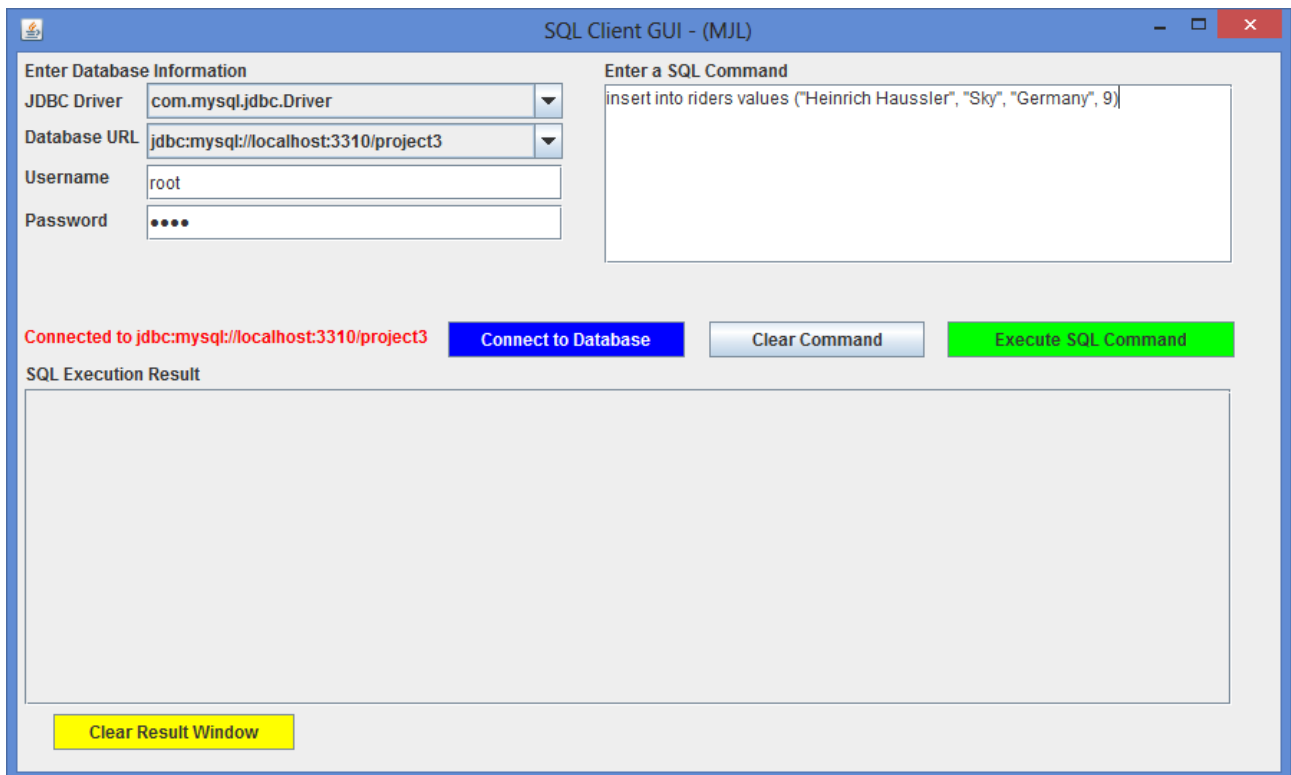 SQL Client GUI - (MJL)
Enter Database Information
JDBC Driver com.mysql.jdbc.Driver
Database URL jdbc:mysql://localhost:3310/project3
Username root
Password ••••
Enter a SQL Command
insert into riders values ("Heinrich Haussler", "Sky", "Germany", 9)
Connected to jdbc:mysql://localhost:3310/project3
Connect to Database
Clear Command
Execute SQL Command
SQL Execution Result
Clear Result Window